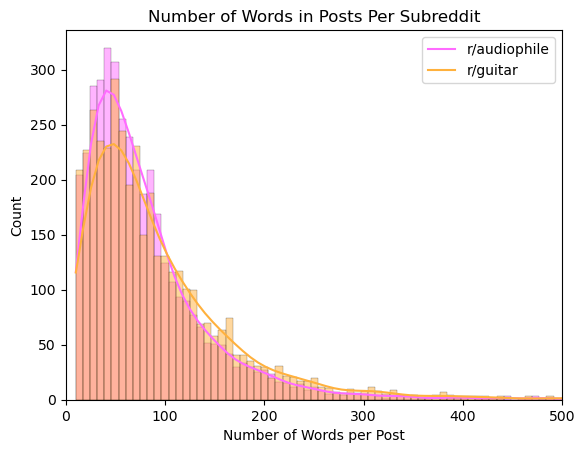 Number of Words in Posts Per Subreddit
r/audiophile
r/guitar
Count
300
250
200
150
100
50
0
0 100 200 300 400 500
Number of Words per Post